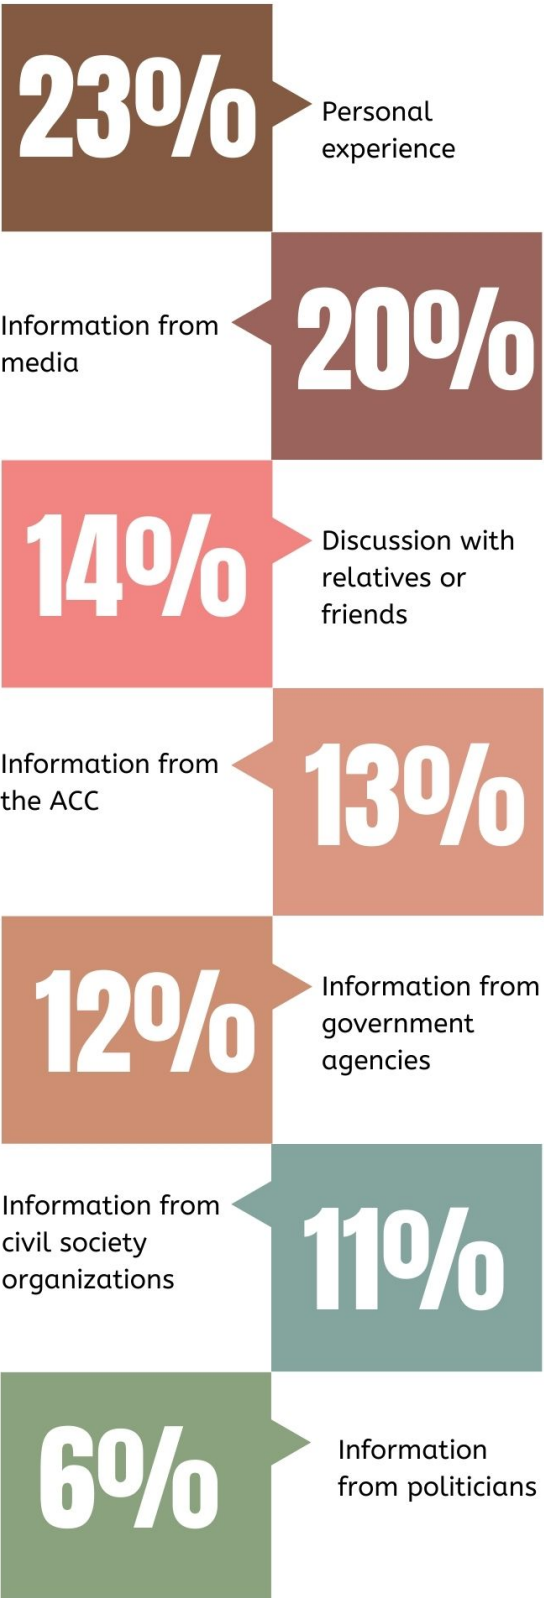 23%
Personal
experience
Information from
media
20%
14%
Discussion with
relatives or
friends
Information from
the ACC
13%
12%
Information from
government
agencies
Information from
civil society
organizations
11%
6%
Information
from politicians